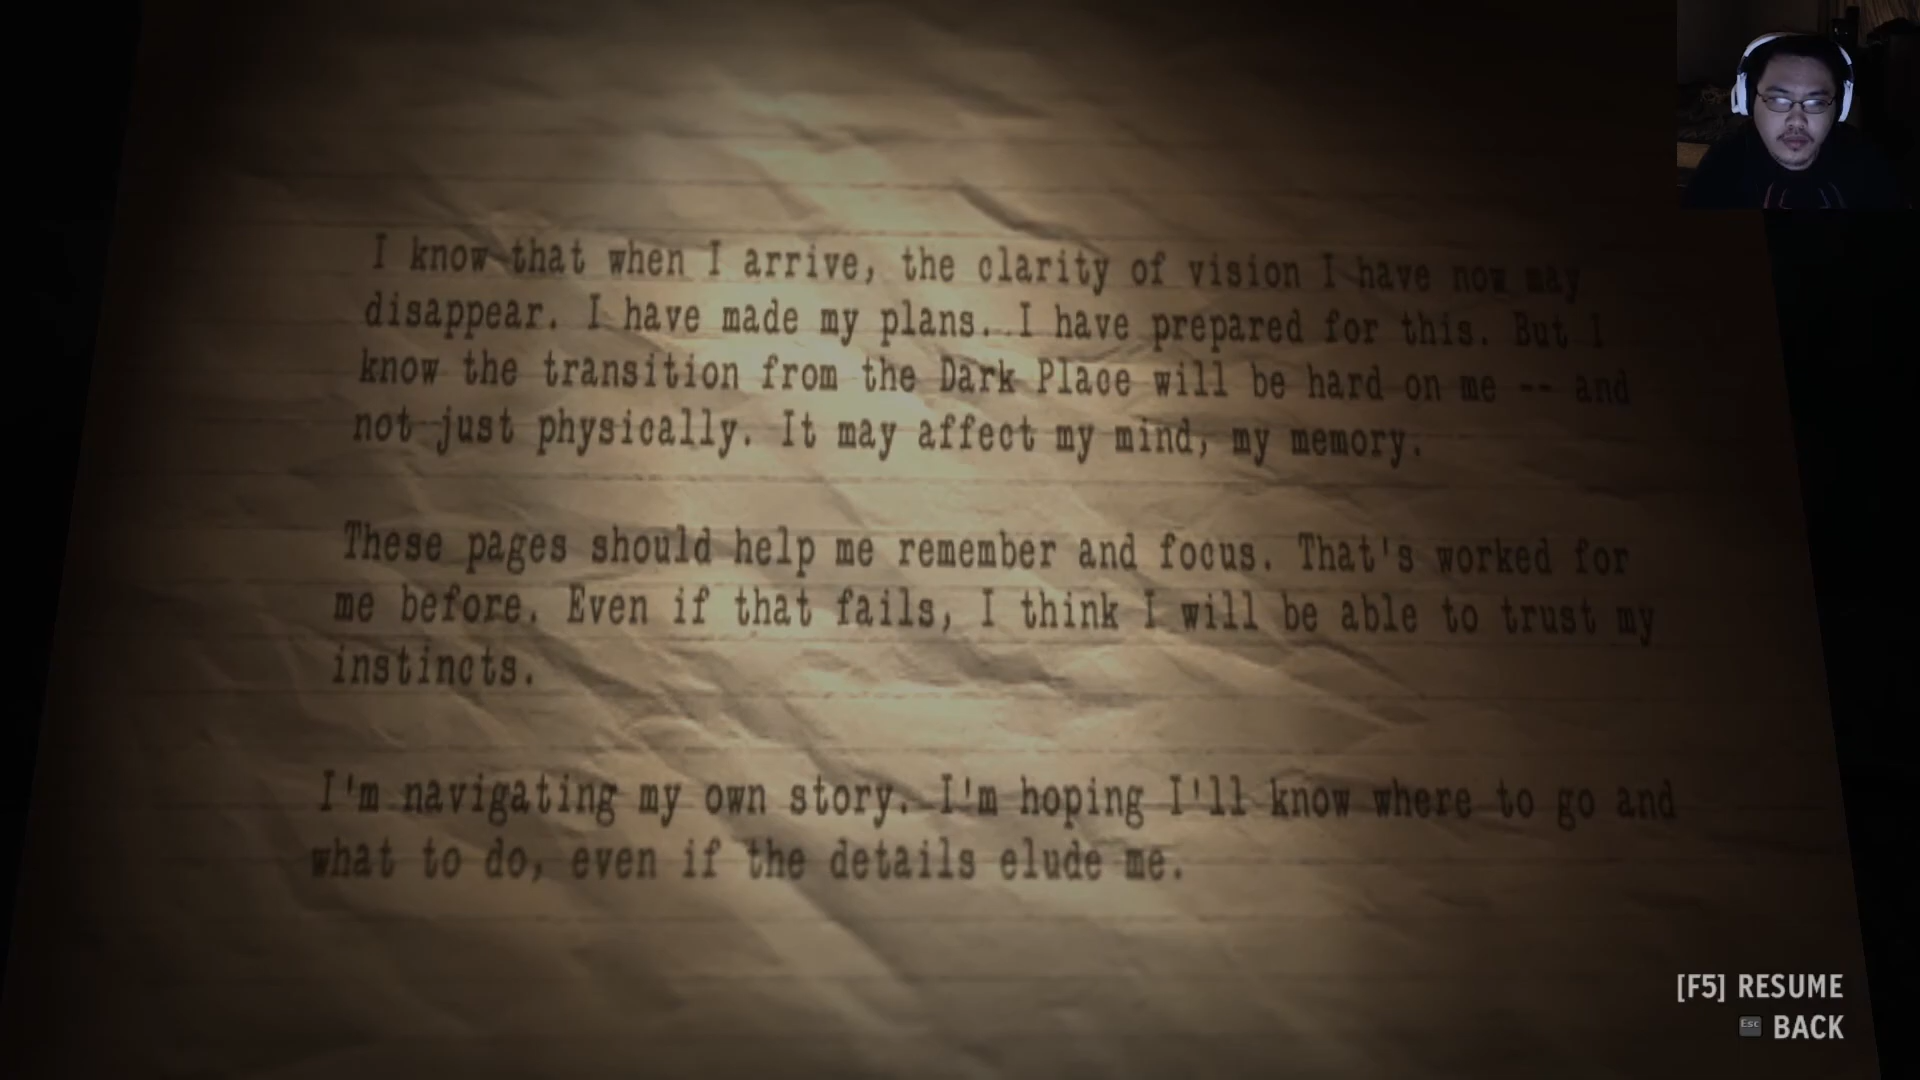 I know that when I arrive, the clarity of vision I have now may
disappear. I have made my plans. I have prepared for this. But I
know the transition from the Dark Place will be hard on me -- and
not just physically. It may affect my mind, my memory.
These pages should help me remember and focus. That's worked for
me before. Even if that fails, I think I will be able to trust my
instincts.
I'm navigating my own story. I'm hoping I'll know where to go and
what to do, even if the details elude me.
[F5] RESUME
Esc BACK